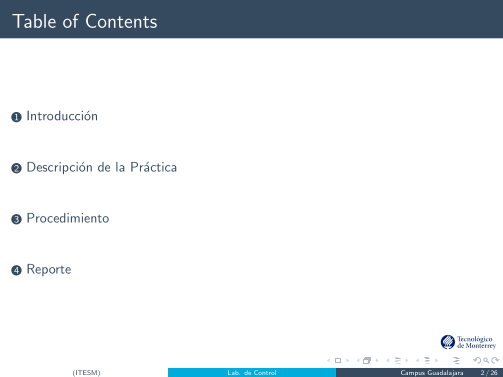 Table of Contents
1 Introducción
2 Descripción de la Práctica
3 Procedimiento
4 Reporte
Tecnológico
de Monterrey
(ITESM) Lab. de Control Campus Guadalajara 2 / 26